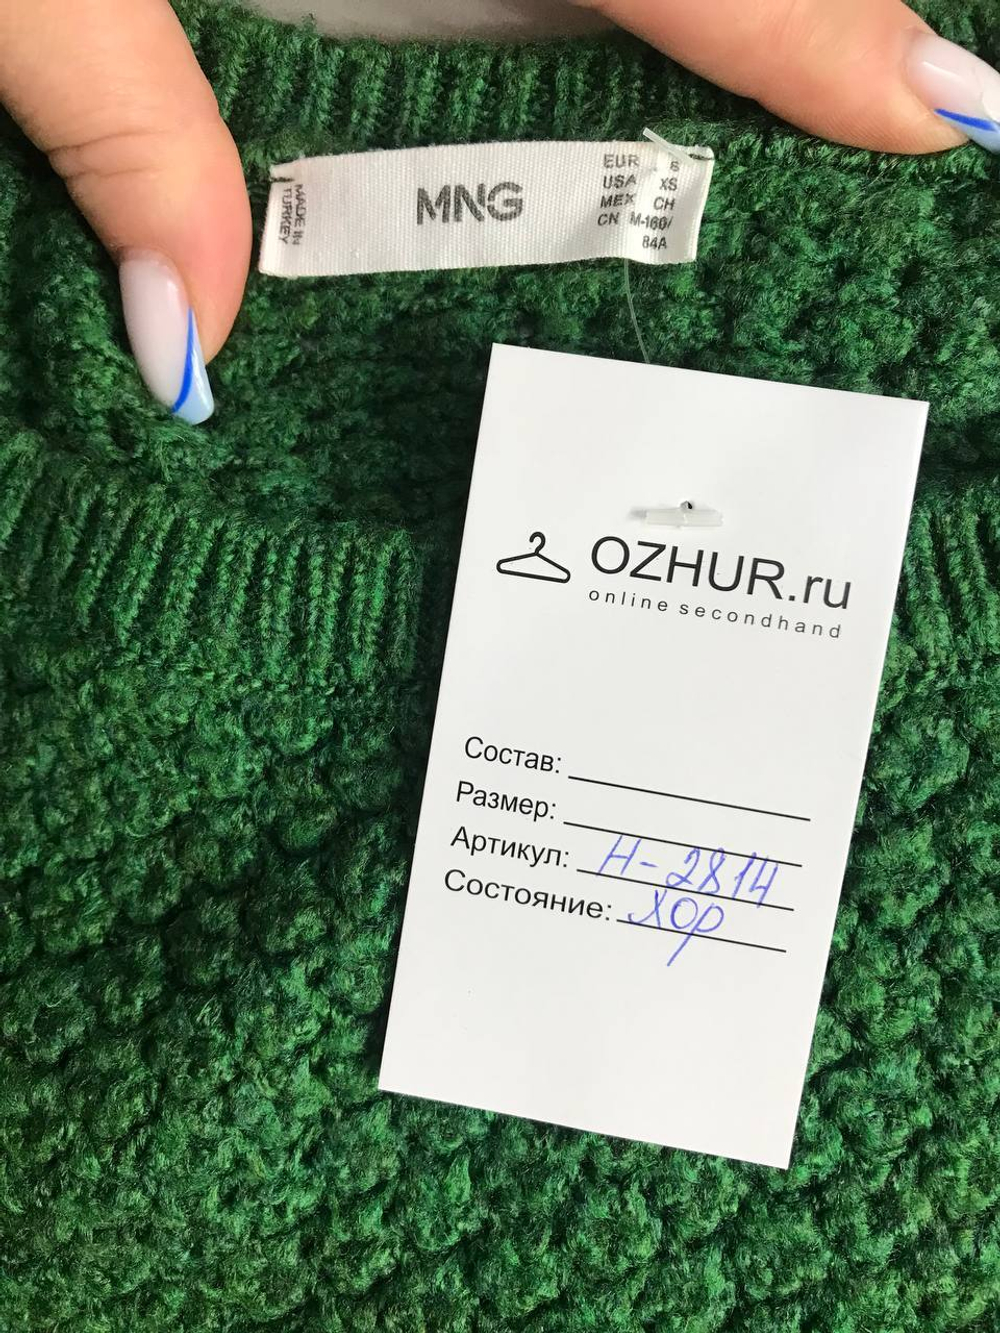 MADE IN
TURKEY
MNG
EUR S
USA XS
MEX CH
CN M-160/
84A
OZHUR.ru
online secondhand
Состав:
Размер:
Артикул: Н-2814
Состояние: хор